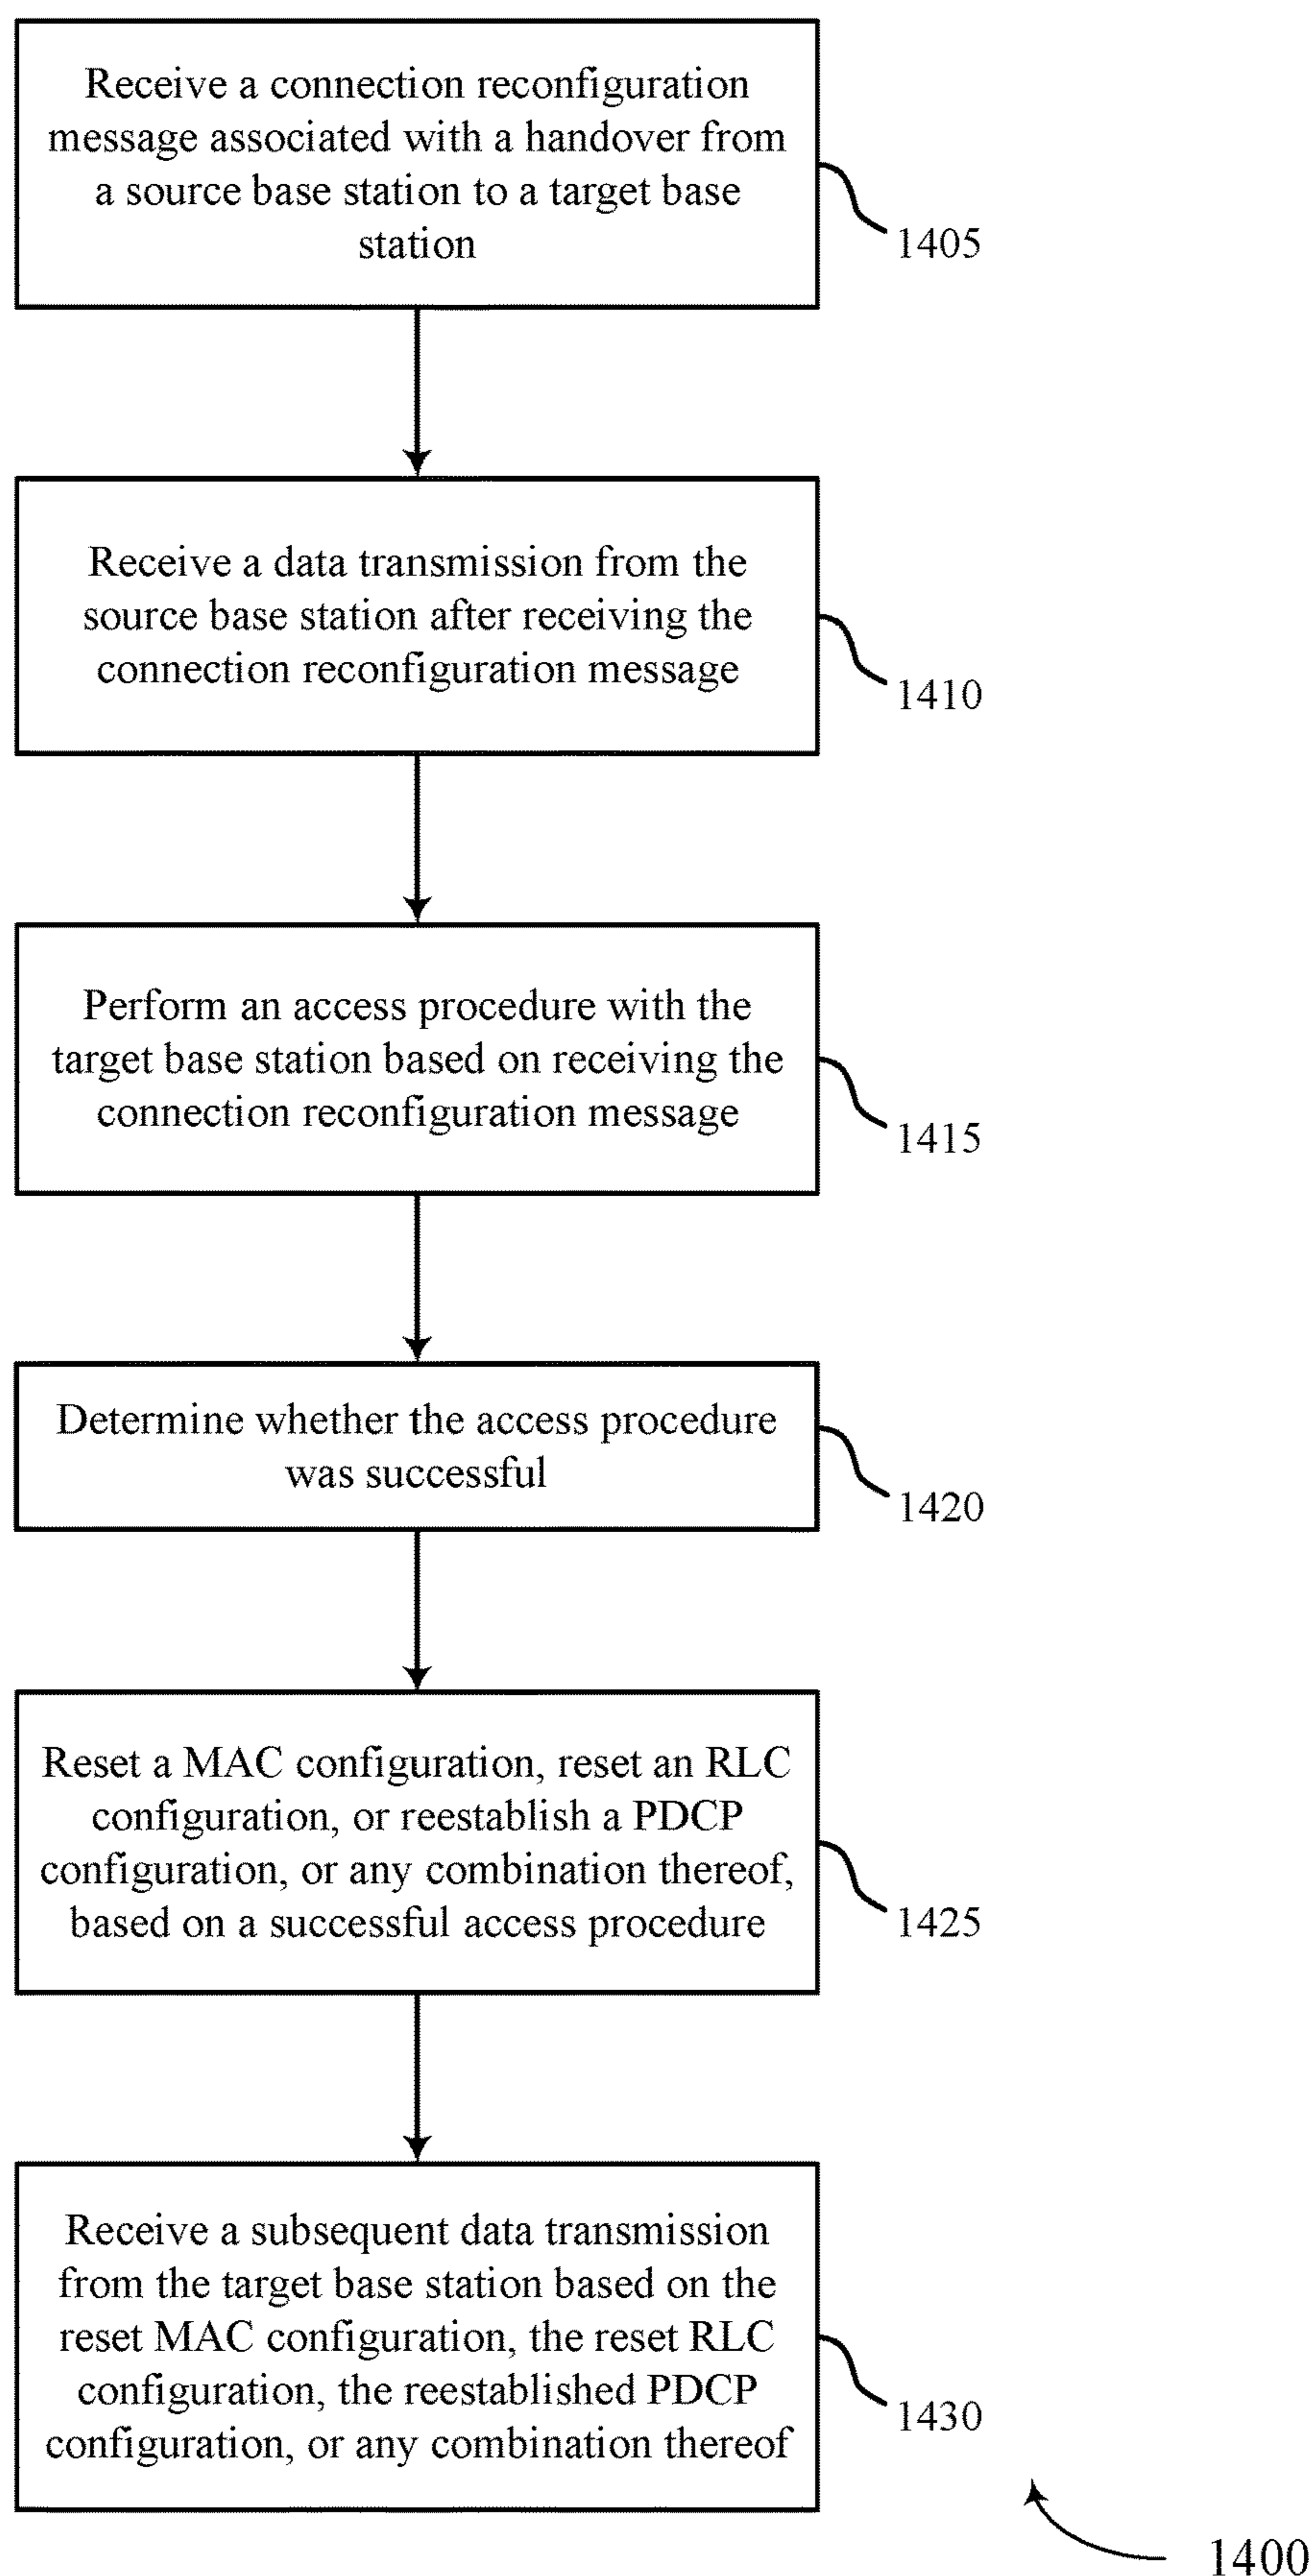 Receive a connection reconfiguration
message associated with a handover from
a source base station to a target base
station
1405
Receive a data transmission from the
source base station after receiving the
connection reconfiguration message
1410
Perform an access procedure with the
target base station based on receiving the
connection reconfiguration message
1415
Determine whether the access procedure
was successful
1420
Reset a MAC configuration, reset an RLC
configuration, or reestablish a PDCP
configuration, or any combination thereof,
based on a successful access procedure
1425
Receive a subsequent data transmission
from the target base station based on the
reset MAC configuration, the reset RLC
configuration, the reestablished PDCP
configuration, or any combination thereof
1430
1400